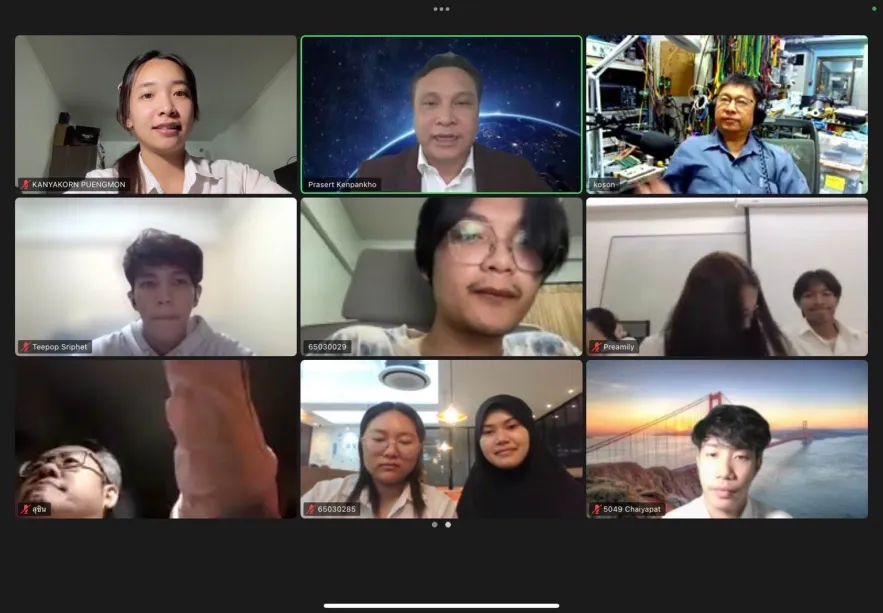 KANYAKORN PUENGMON
Prasert Kenpankho
koson
Teepop Sriphet
65030029
Preamily
สุชิน
65030285
5049 Chaiyapat